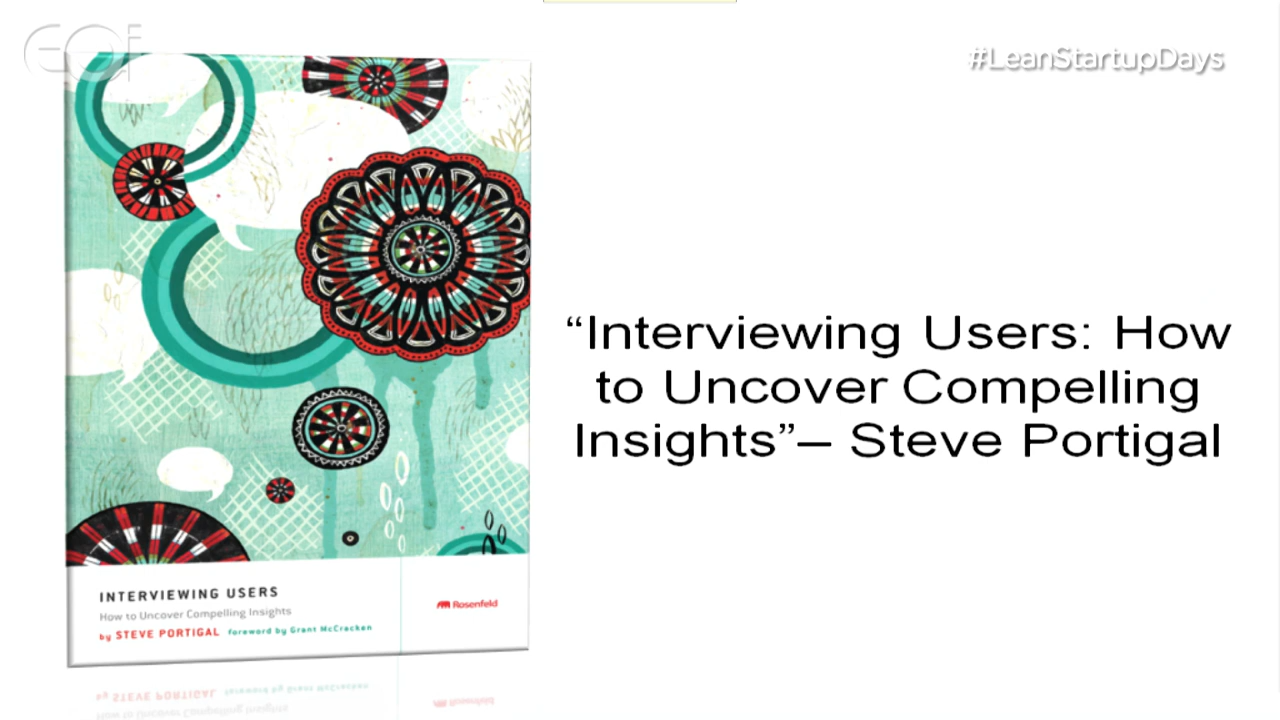 EOi
#LeanStartupDays
“Interviewing Users: How
to Uncover Compelling
Insights”– Steve Portigal
INTERVIEWING USERS
How to Uncover Compelling Insights
by STEVE PORTIGAL foreword by Grant McCracken
Rosenfeld